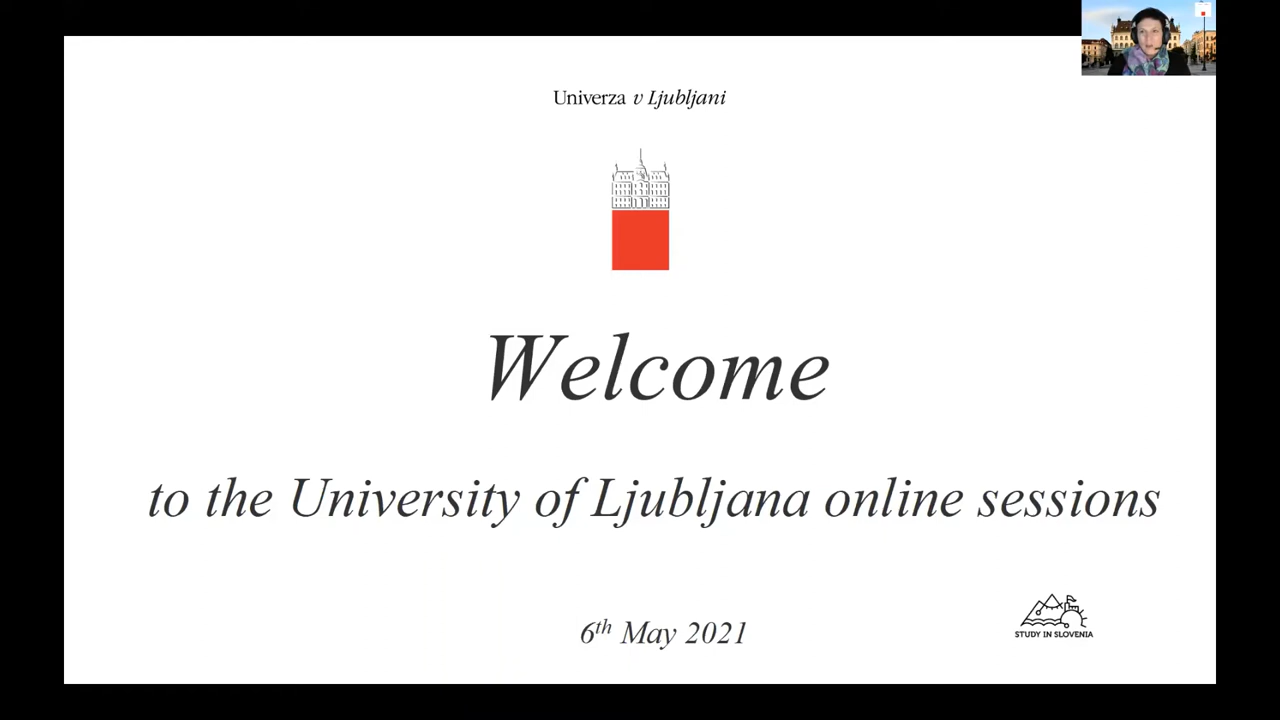 Univerza v Ljubljani
Welcome
to the University of Ljubljana online sessions
6th May 2021
STUDY IN SLOVENIA